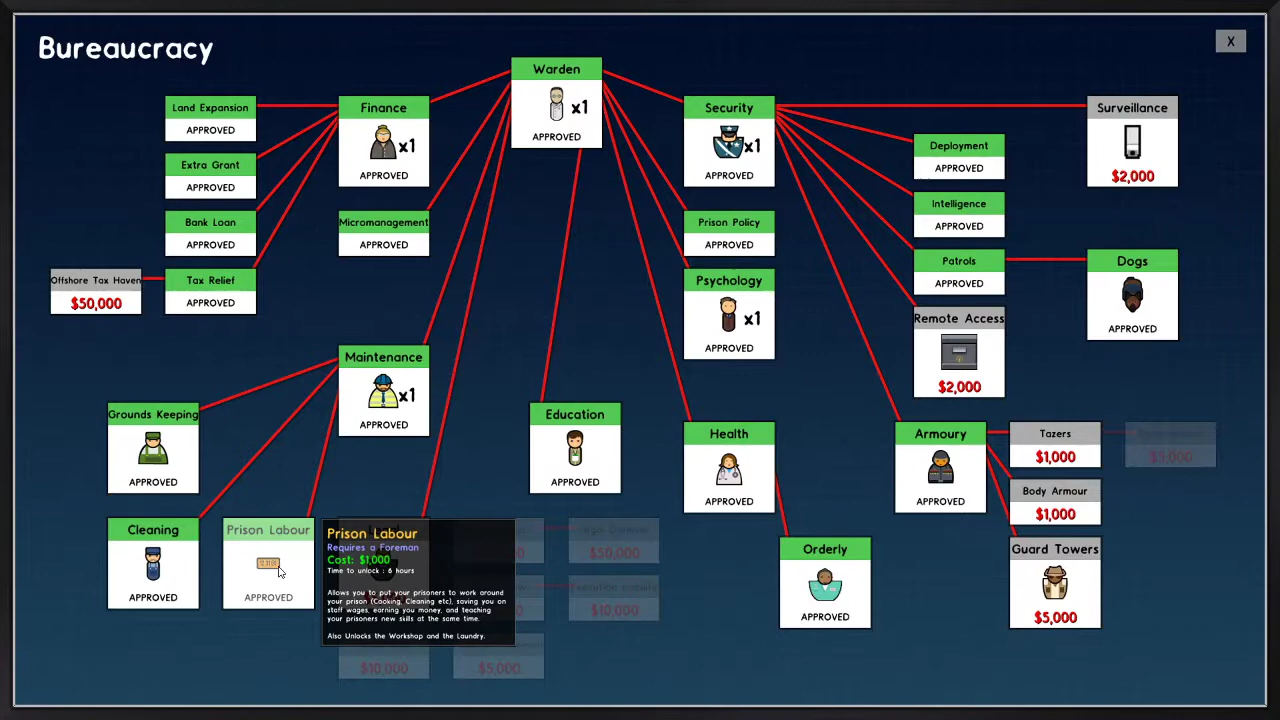 Bureaucracy
X
Warden
x1
APPROVED
Land Expansion
APPROVED
Finance
x1
APPROVED
Security
x1
APPROVED
Surveillance
$2,000
Extra Grant
APPROVED
Deployment
APPROVED
Bank Loan
APPROVED
Micromanagement
APPROVED
Prison Policy
APPROVED
Intelligence
APPROVED
Offshore Tax Haven
$50,000
Tax Relief
APPROVED
Psychology
x1
APPROVED
Patrols
APPROVED
Dogs
APPROVED
Remote Access
$2,000
Maintenance
x1
APPROVED
Grounds Keeping
APPROVED
Education
APPROVED
Health
APPROVED
Armoury
APPROVED
Tazers
$1,000
$5,000
Body Armour
$1,000
Cleaning
APPROVED
Prison Labour
APPROVED
Prison Labour
Requires a Foreman
Cost: $1,000
Time to unlock : 6 hours
Allows you to put your prisoners to work around
your prison (Cooking, Cleaning etc), saving you on
staff wages, earning you money, and teaching
your prisoners new skills at the same time.
Also Unlocks the Workshop and the Laundry.
$50,000
$10,000
$10,000
$5,000
Orderly
APPROVED
Guard Towers
$5,000